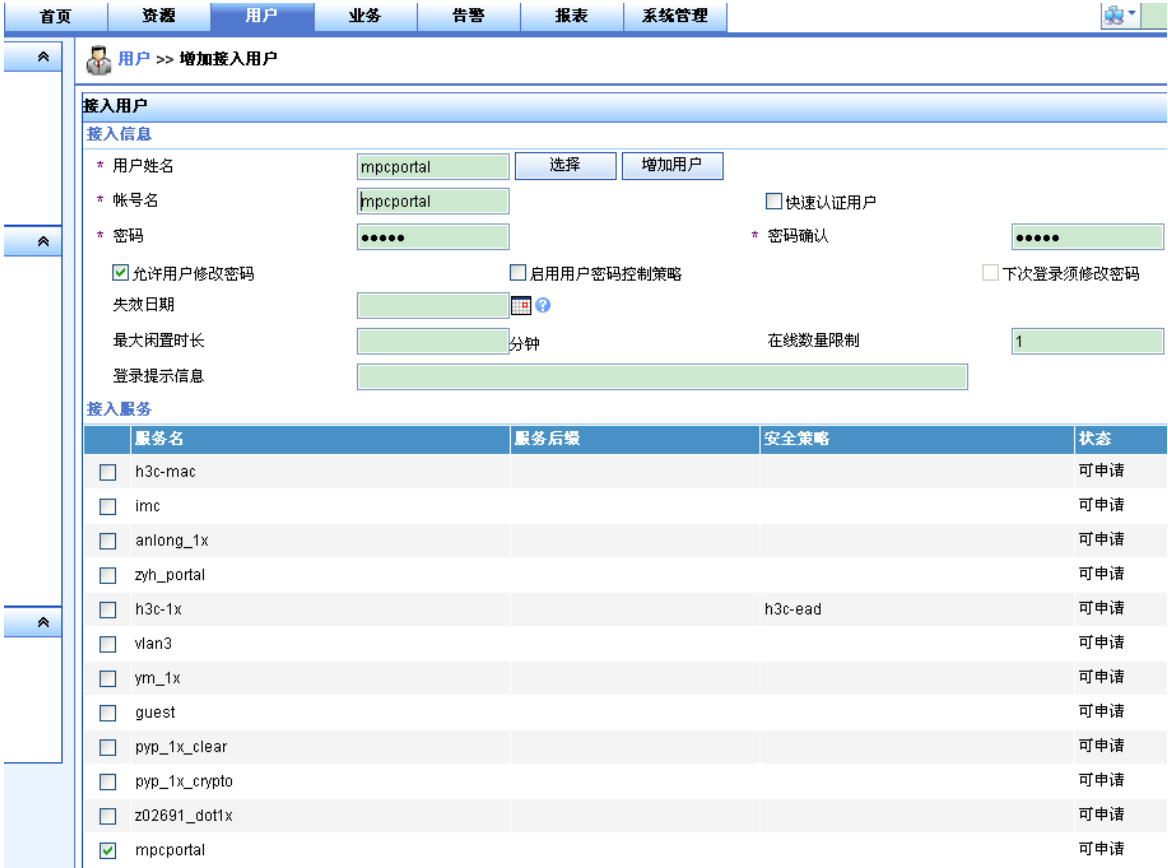 首页 资源 用户 业务 告警 报表 系统管理
用户 >> 增加接入用户
接入用户
接入信息
* 用户姓名 mpcportal 选择 增加用户
* 帐号名 mpcportal 快速认证用户
* 密码 ●●●●● * 密码确认 ●●●●●
允许用户修改密码 启用用户密码控制策略 下次登录须修改密码
失效日期
最大闲置时长 分钟 在线数量限制 1
登录提示信息
接入服务
服务名 服务后缀 安全策略 状态
h3c-mac 可申请
imc 可申请
anlong_1x 可申请
zyh_portal 可申请
h3c-1x h3c-ead 可申请
vlan3 可申请
ym_1x 可申请
guest 可申请
pyp_1x_clear 可申请
pyp_1x_crypto 可申请
z02691_dot1x 可申请
mpcportal 可申请